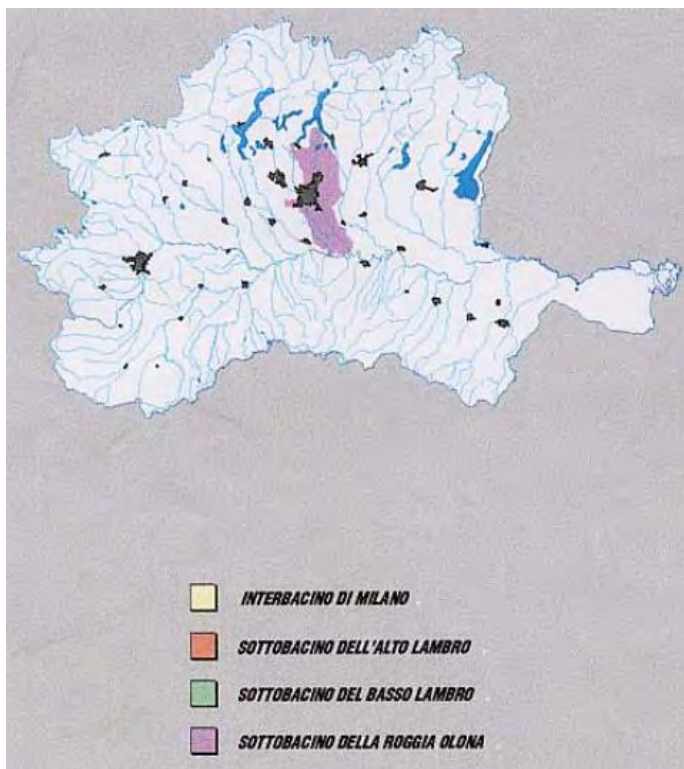 INTERBACINO DI MILANO
SOTTOBACINO DELL'ALTO LAMBRO
SOTTOBACINO DEL BASSO LAMBRO
SOTTOBACINO DELLA ROGGIA OLONA